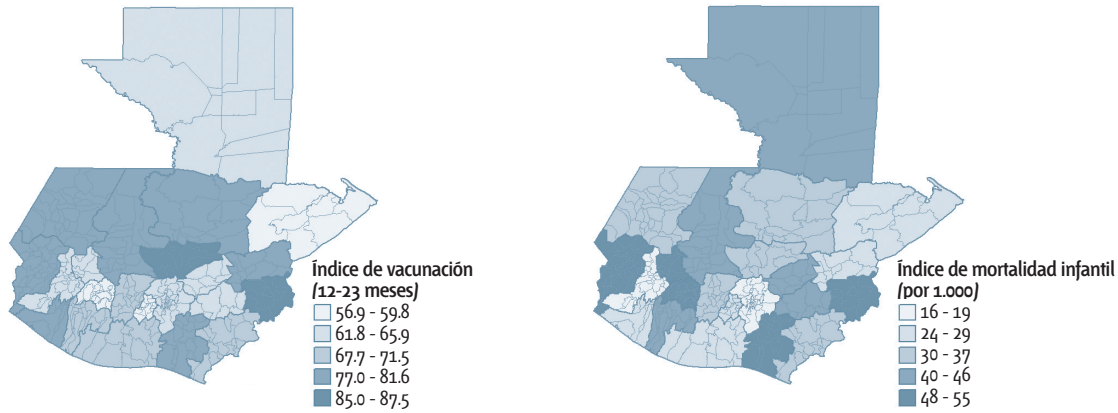 Índice de vacunación
(12-23 meses)
56.9 - 59.8
61.8 - 65.9
67.7 - 71.5
77.0 - 81.6
85.0 - 87.5
Índice de mortalidad infantil
(por 1.000)
16 - 19
24 - 29
30 - 37
40 - 46
48 - 55